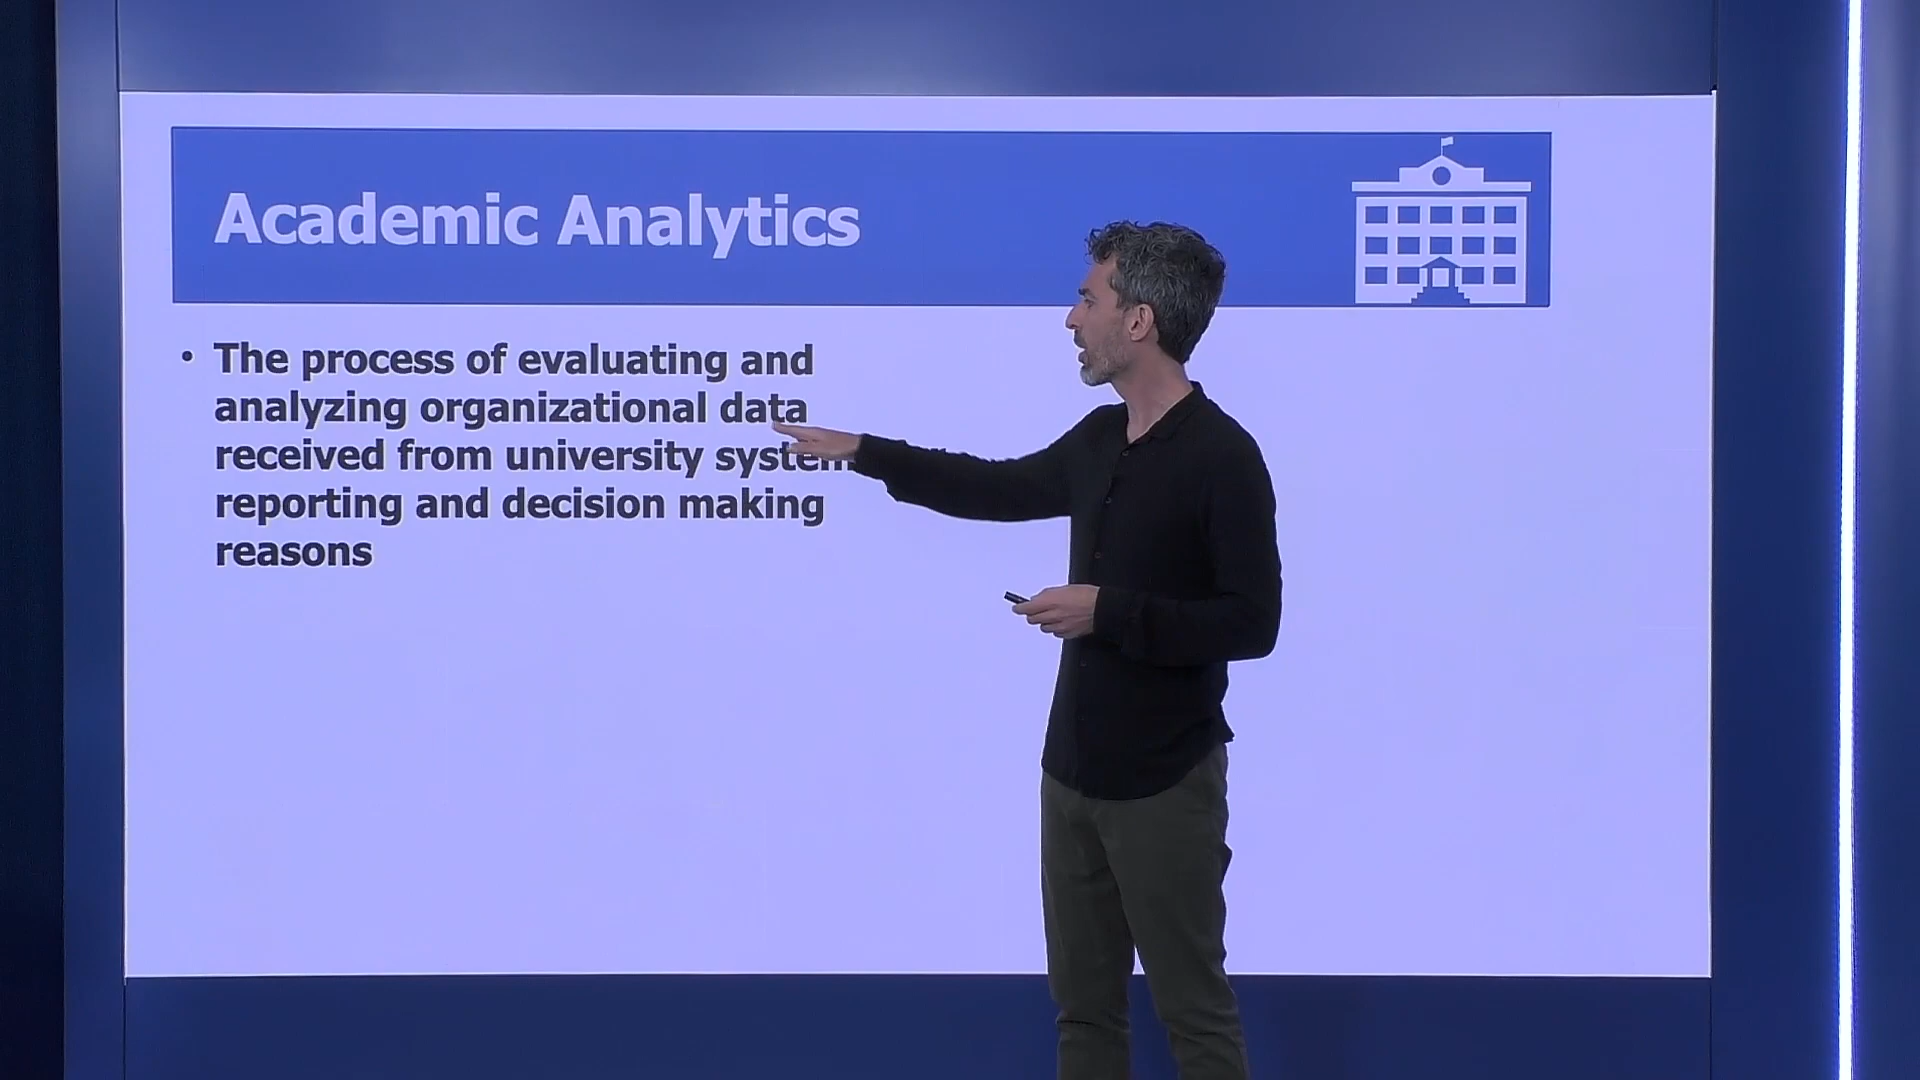 Academic Analytics
• The process of evaluating and
analyzing organizational data
received from university
reporting and decision making
reasons